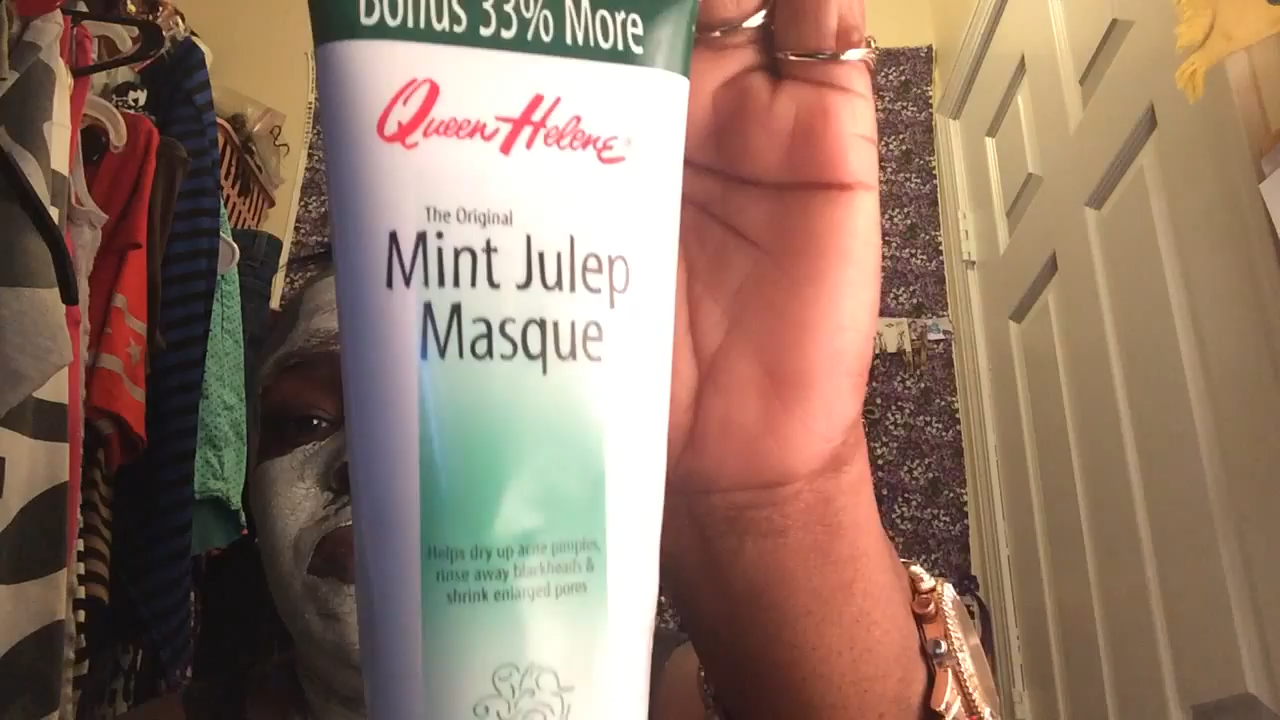 Bonus 33% More
Queen Helene®
The Original
Mint Julep
Masque
Helps dry up acne pimples,
rinse away blackheads &
shrink enlarged pores